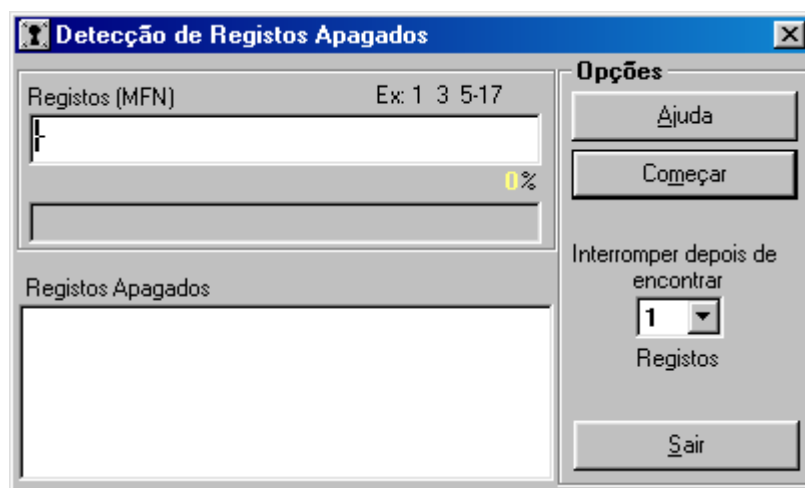 Detecção de Registos Apagados
Registos (MFN) Ex: 1 3 5-17
-
0%
Registos Apagados
Opções
Ajuda
Começar
Interromper depois de
encontrar
1
Registos
Sair